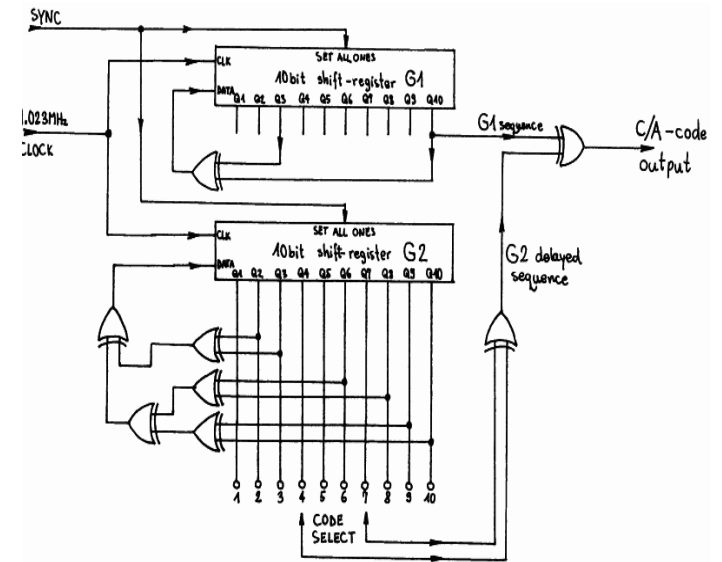 SYNC
SET ALL ONES
CLK
10bit shift-register G1
DATA
Q1 Q2 Q3 Q4 Q5 Q6 Q7 Q8 Q9 Q10
1.023MHz
CLOCK
G1 sequence
C/A-code
output
SET ALL ONES
CLK
10bit shift-register G2
DATA
Q1 Q2 Q3 Q4 Q5 Q6 Q7 Q8 Q9 Q10
G2 delayed
sequence
1 2 3 4 5 6 7 8 9 10
CODE
SELECT